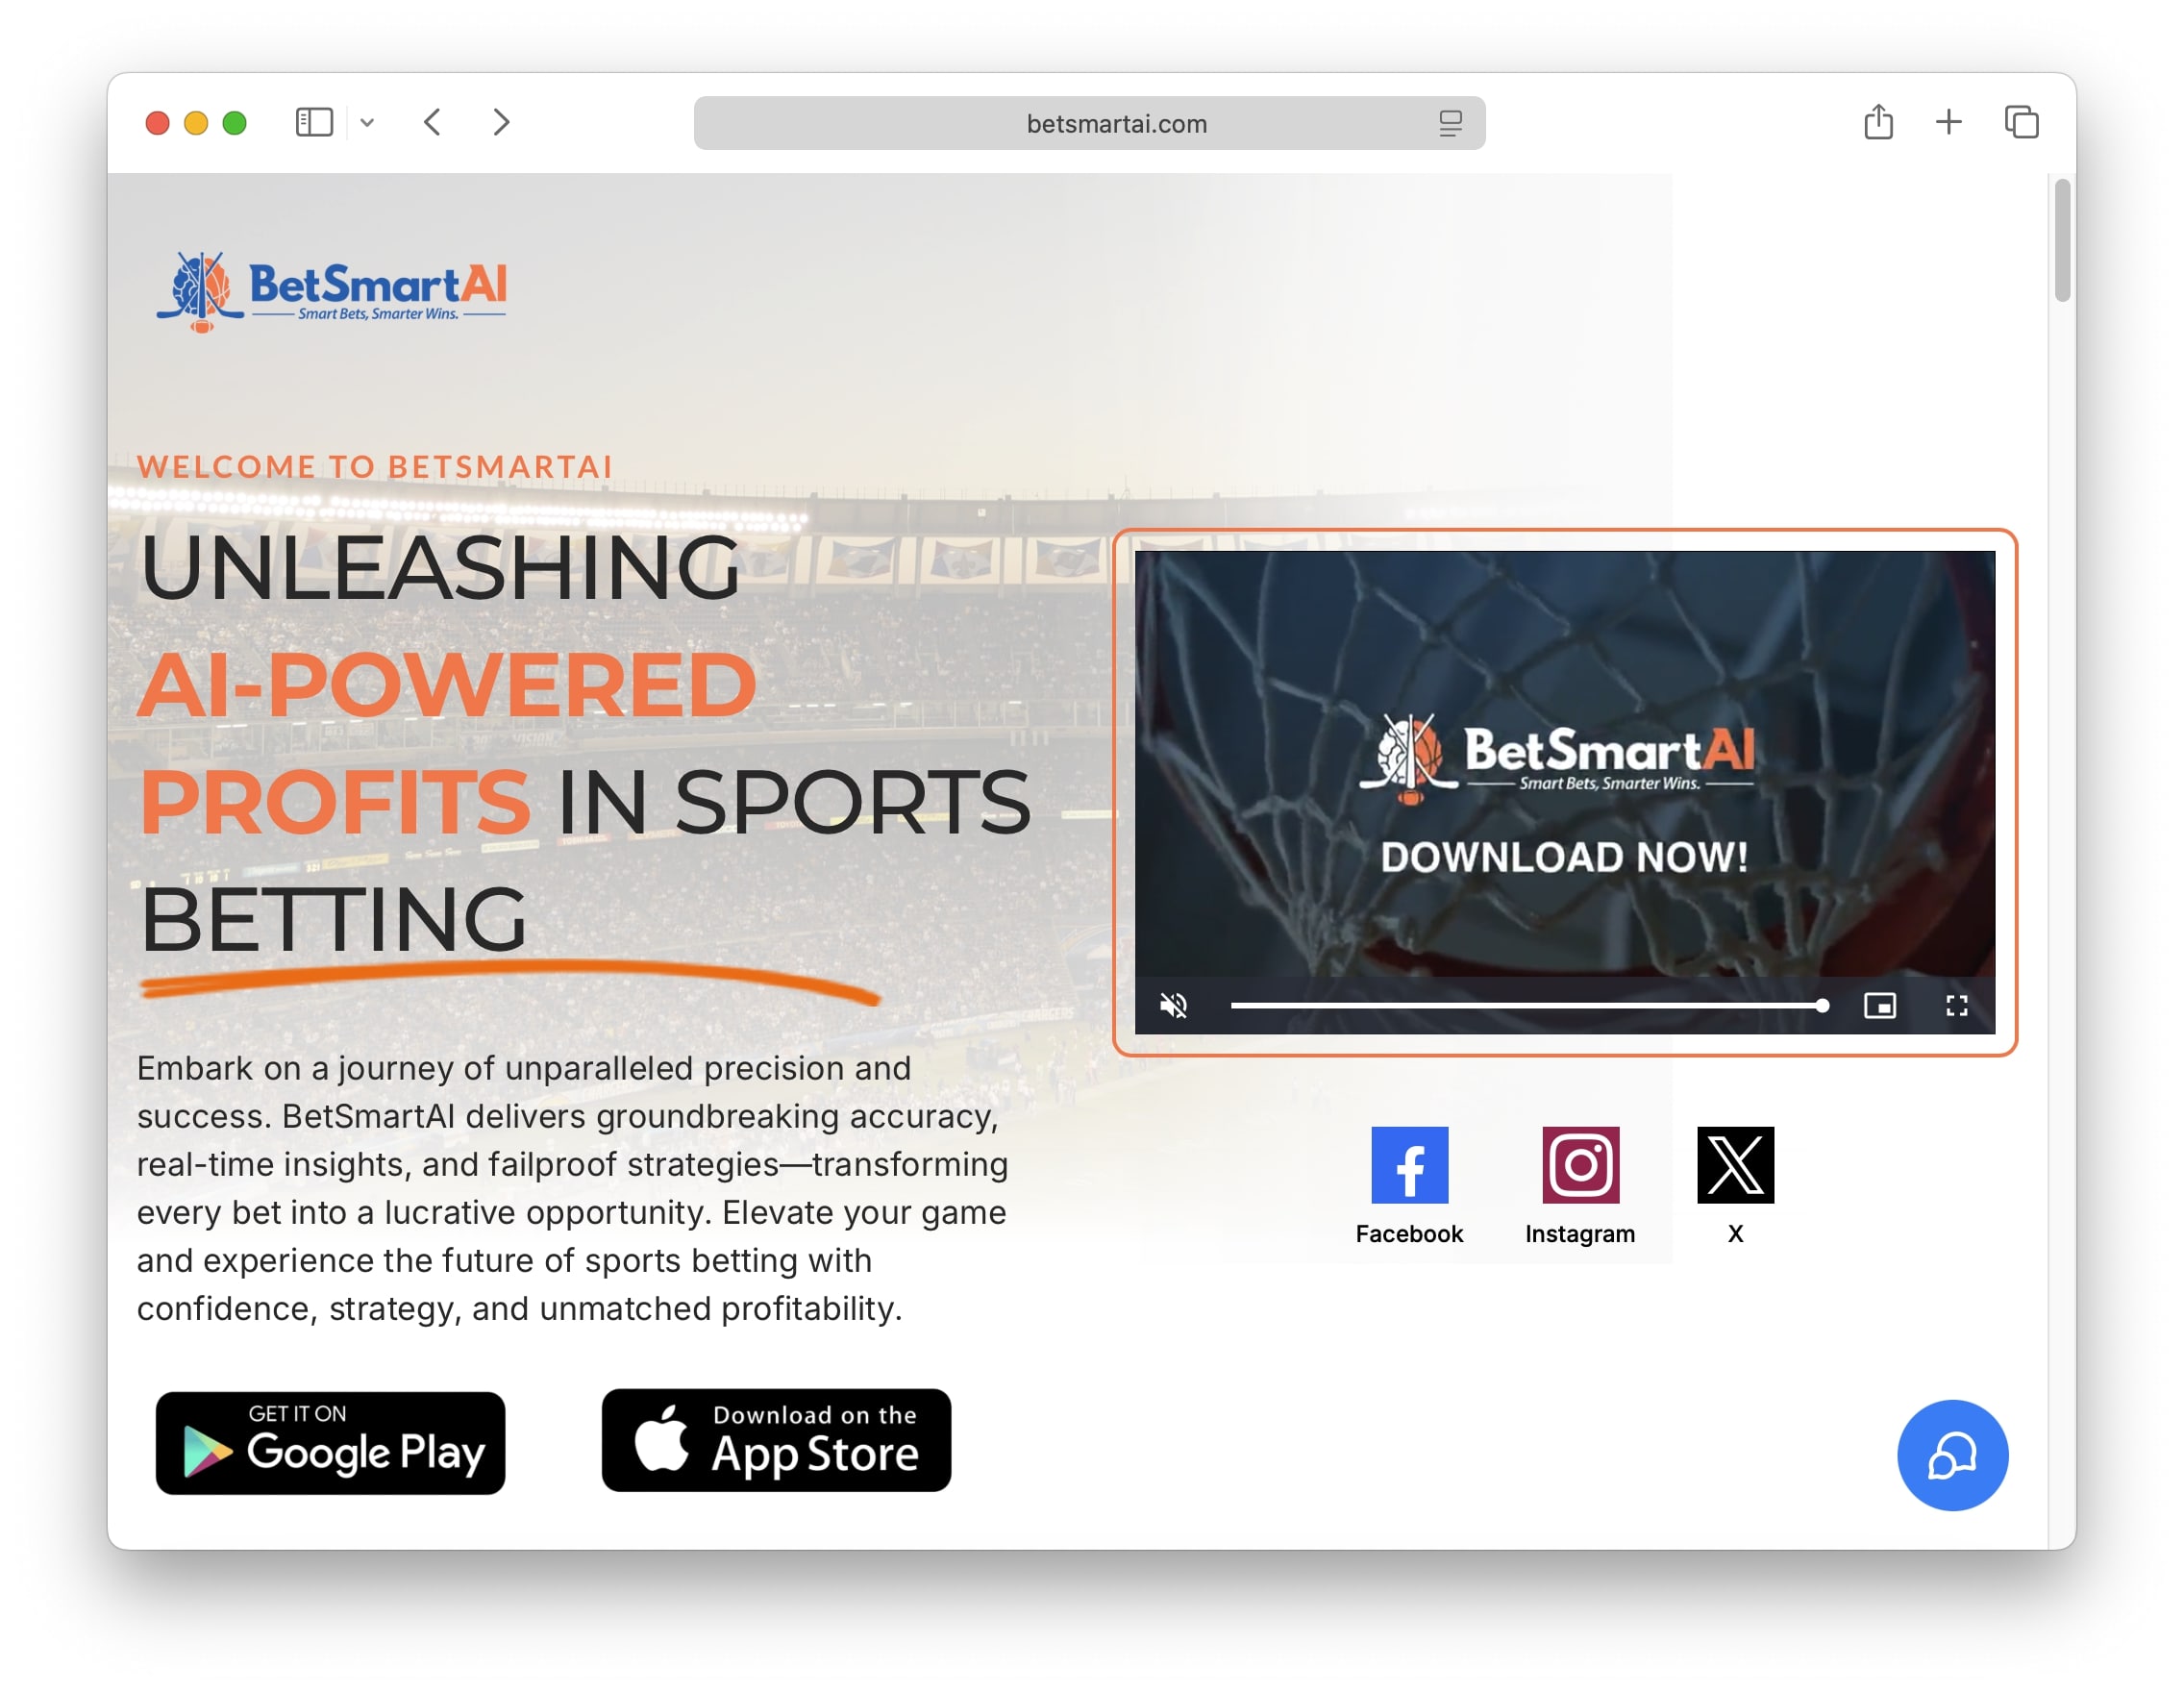 betsmartai.com
BetSmartAI
Smart Bets, Smarter Wins.
WELCOME TO BETSMARTAI
UNLEASHING
AI-POWERED
PROFITS IN SPORTS
BETTING
Embark on a journey of unparalleled precision and
success. BetSmartAI delivers groundbreaking accuracy,
real-time insights, and failproof strategies—transforming
every bet into a lucrative opportunity. Elevate your game
and experience the future of sports betting with
confidence, strategy, and unmatched profitability.
GET IT ON
Google Play
Download on the
App Store
BetSmartAI
Smart Bets, Smarter Wins.
DOWNLOAD NOW!
Facebook
Instagram
X